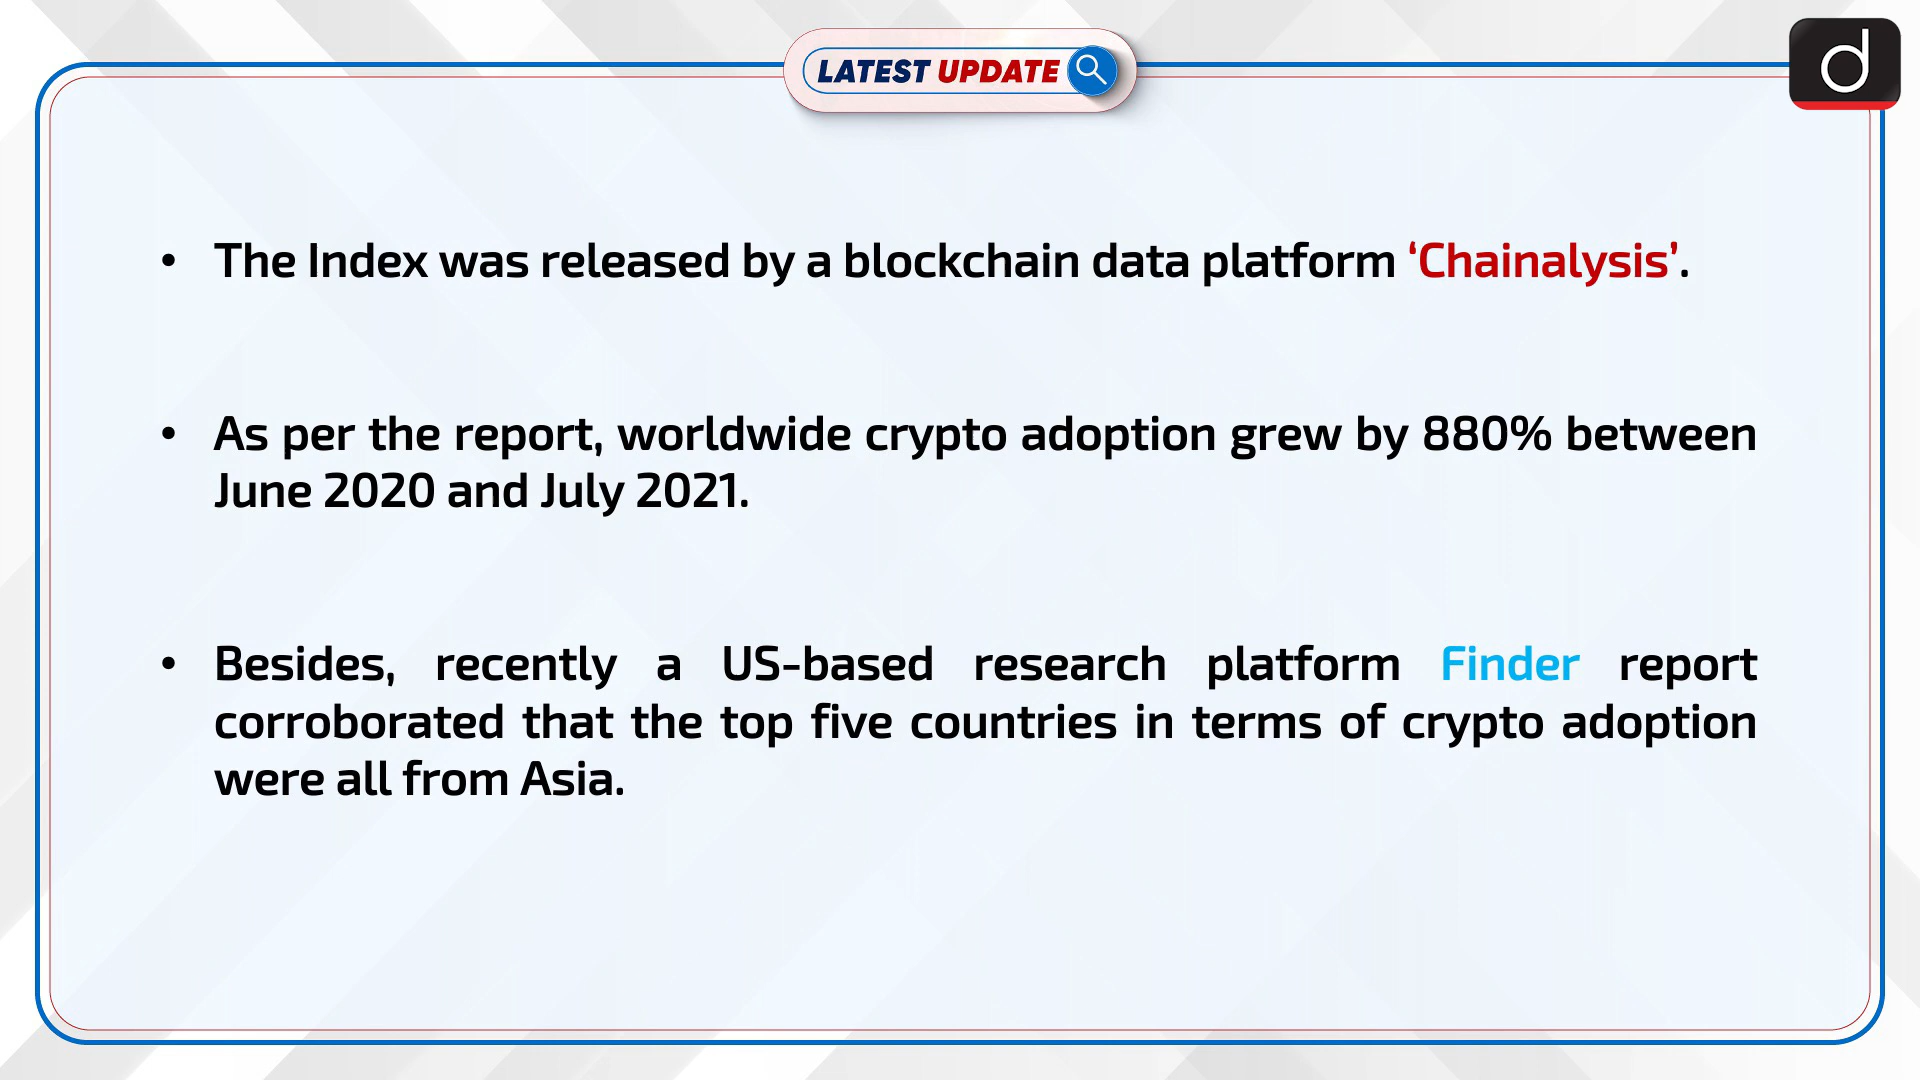 LATEST UPDATE
d
• The Index was released by a blockchain data platform ‘Chainalysis’.
• As per the report, worldwide crypto adoption grew by 880% between
June 2020 and July 2021.
• Besides, recently a US-based research platform Finder report
corroborated that the top five countries in terms of crypto adoption
were all from Asia.